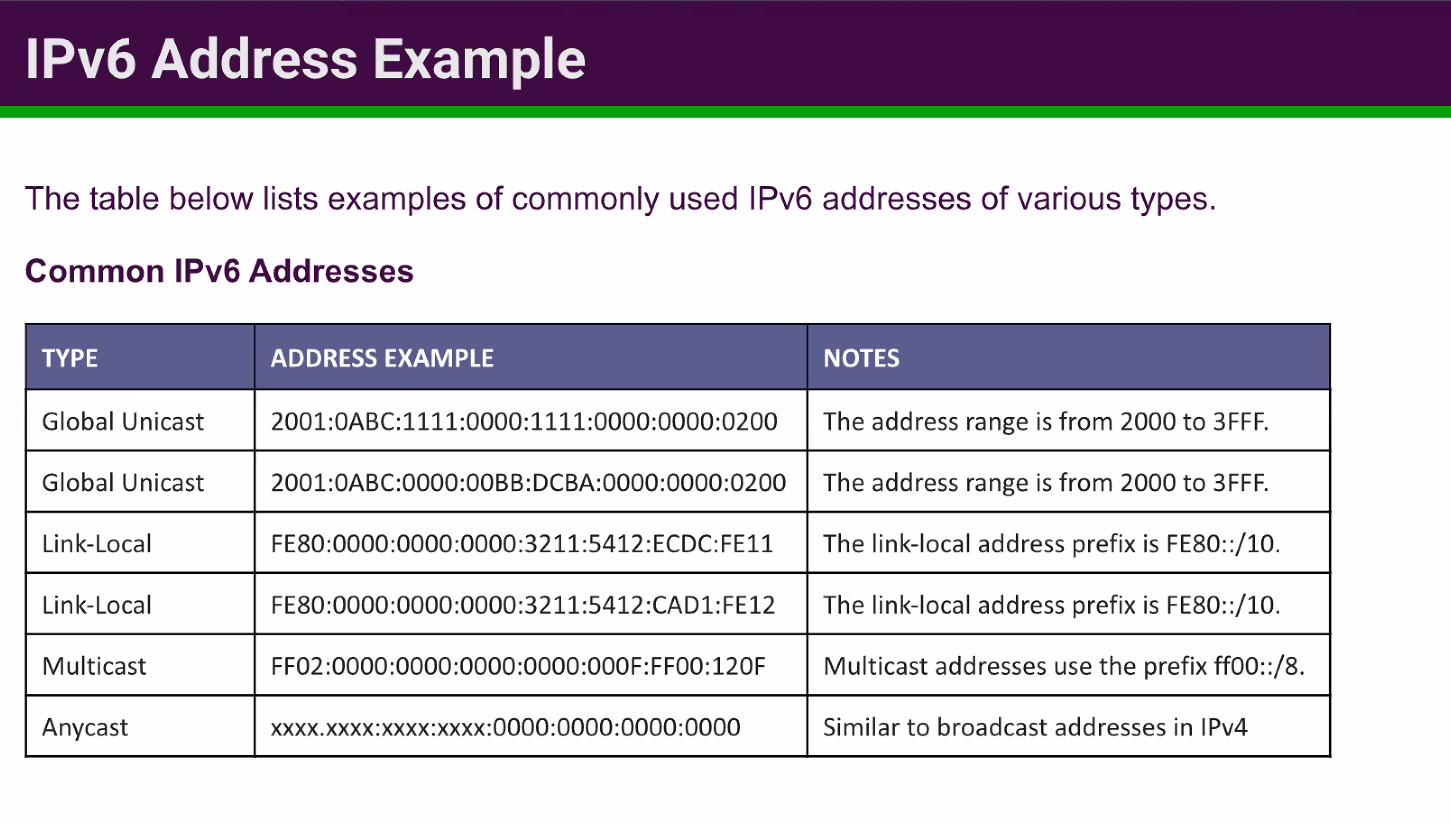 IPv6 Address Example
The table below lists examples of commonly used IPv6 addresses of various types.
Common IPv6 Addresses
TYPE ADDRESS EXAMPLE NOTES
Global Unicast 2001:0ABC:1111:0000:1111:0000:0000:0200 The address range is from 2000 to 3FFF.
Global Unicast 2001:0ABC:0000:00BB:DCBA:0000:0000:0200 The address range is from 2000 to 3FFF.
Link-Local FE80:0000:0000:0000:3211:5412:ECDC:FE11 The link-local address prefix is FE80::/10.
Link-Local FE80:0000:0000:0000:3211:5412:CAD1:FE12 The link-local address prefix is FE80::/10.
Multicast FF02:0000:0000:0000:0000:000F:FF00:120F Multicast addresses use the prefix ff00::/8.
Anycast xxxx.xxxx:xxxx:xxxx:0000:0000:0000:0000 Similar to broadcast addresses in IPv4